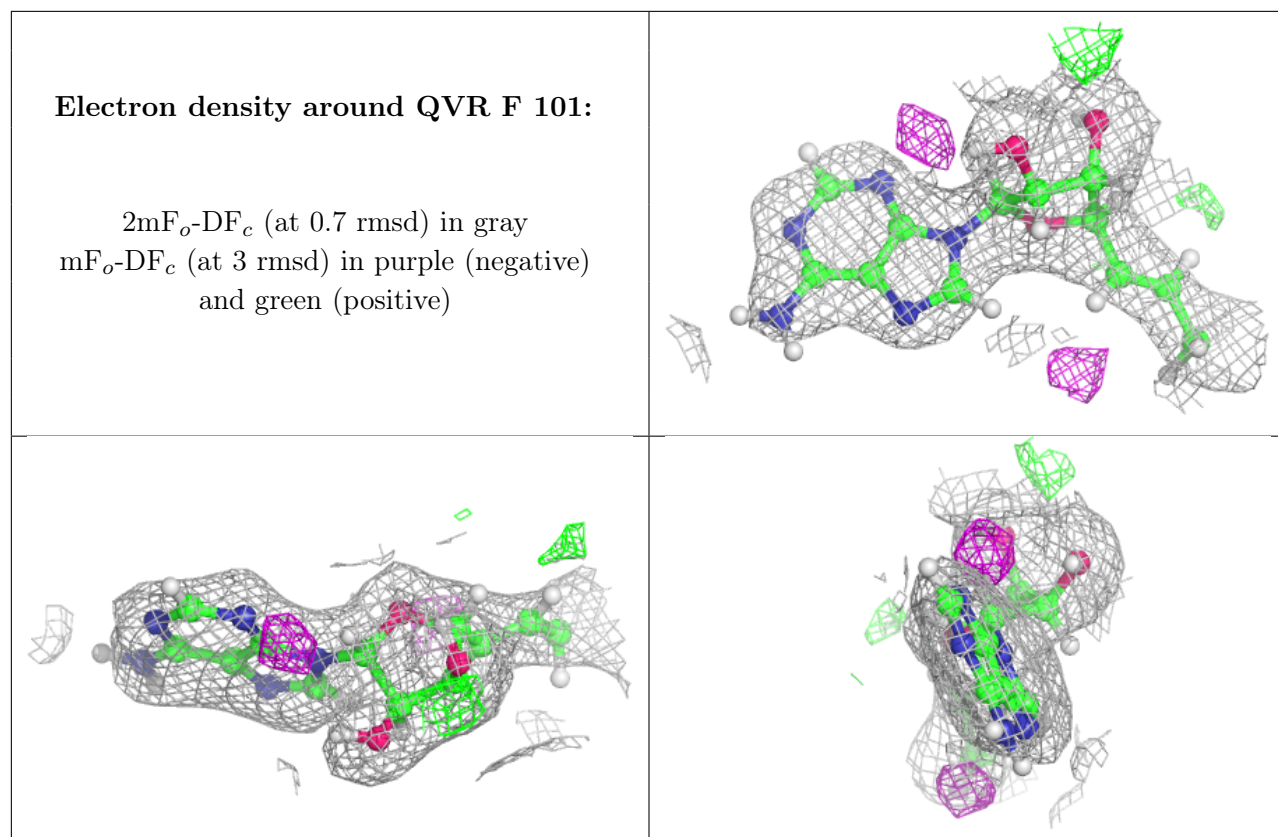 Electron density around QVR F 101:
2mFo-DFc (at 0.7 rmsd) in gray
mFo-DFc (at 3 rmsd) in purple (negative)
and green (positive)